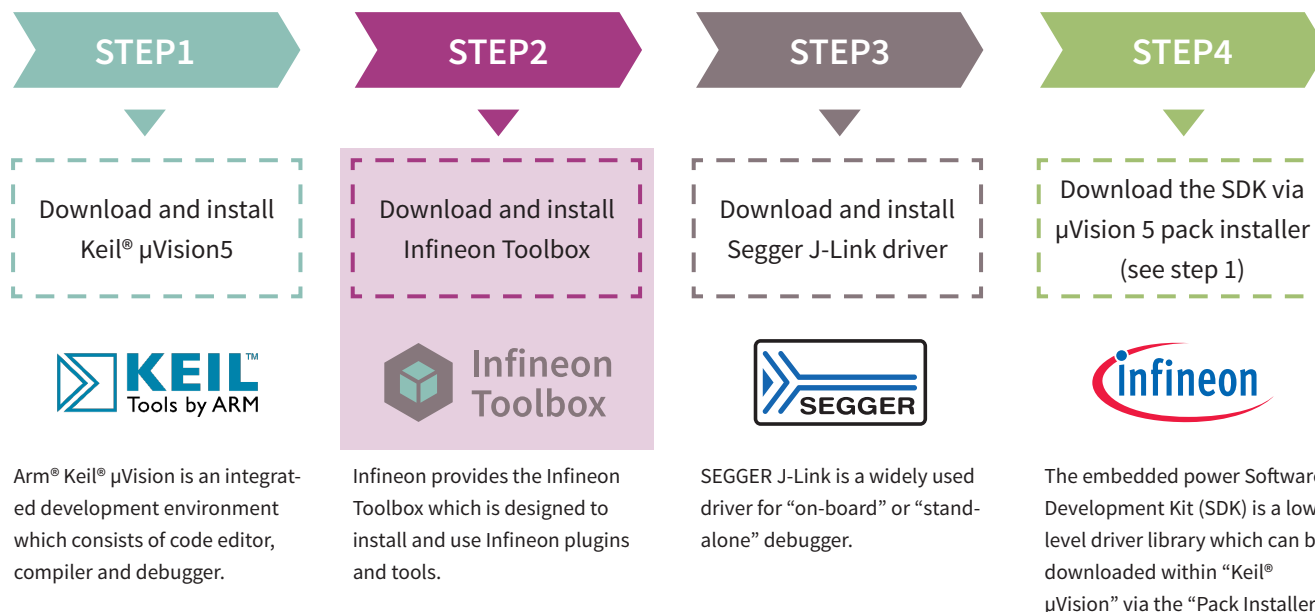 STEP1
Download and install
Keil® µVision5
KEIL™
Tools by ARM
Arm® Keil® µVision is an integrat-
ed development environment
which consists of code editor,
compiler and debugger.
STEP2
Download and install
Infineon Toolbox
Infineon
Toolbox
Infineon provides the Infineon
Toolbox which is designed to
install and use Infineon plugins
and tools.
STEP3
Download and install
Segger J-Link driver
SEGGER
SEGGER J-Link is a widely used
driver for “on-board” or “stand-
alone” debugger.
STEP4
Download the SDK via
µVision 5 pack installer
(see step 1)
infineon
The embedded power Software
Development Kit (SDK) is a low
level driver library which can b
downloaded within “Keil®
µVision” via the “Pack Installer